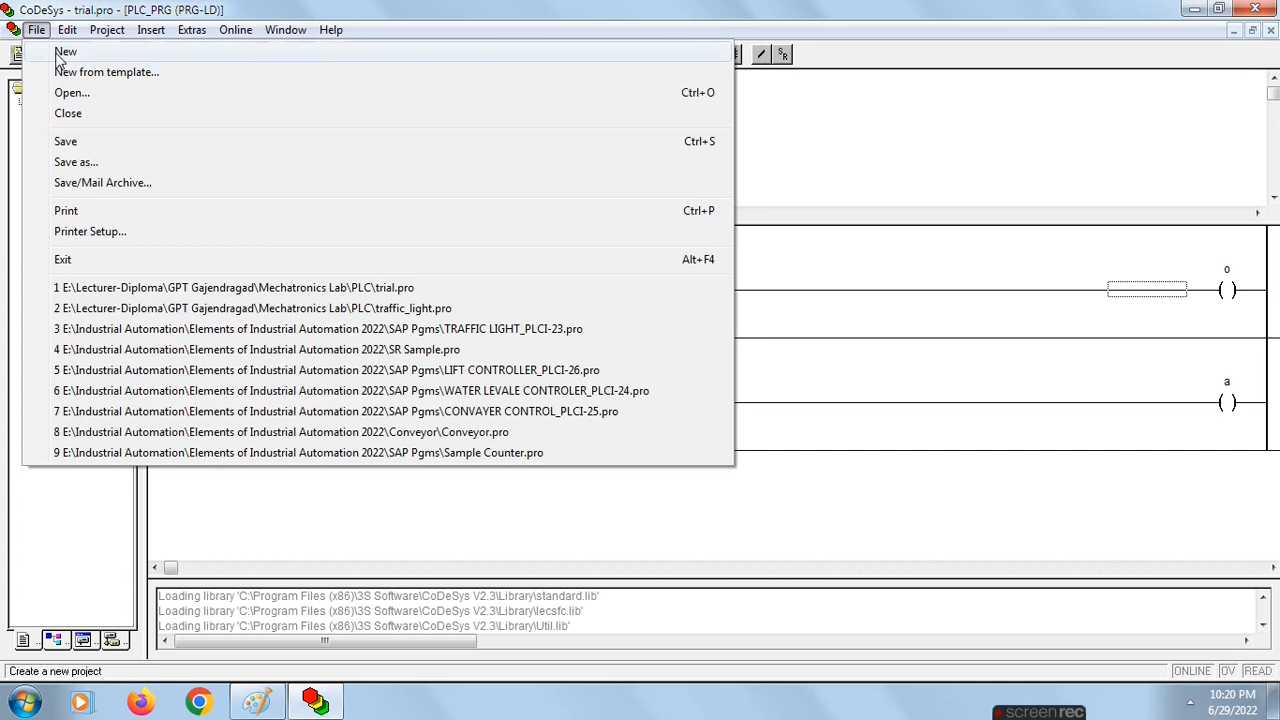 CoDeSys - trial.pro - [PLC_PRG (PRG-LD)]
File Edit Project Insert Extras Online Window Help
New
New from template...
Open... Ctrl+O
Close
Save Ctrl+S
Save as...
Save/Mail Archive...
Print Ctrl+P
Printer Setup...
Exit Alt+F4
1 E:\Lecturer-Diploma\GPT Gajendragad\Mechatronics Lab\PLC\trial.pro
2 E:\Lecturer-Diploma\GPT Gajendragad\Mechatronics Lab\PLC\traffic_light.pro
3 E:\Industrial Automation\Elements of Industrial Automation 2022\SAP Pgms\TRAFFIC LIGHT_PLCI-23.pro
4 E:\Industrial Automation\Elements of Industrial Automation 2022\SR Sample.pro
5 E:\Industrial Automation\Elements of Industrial Automation 2022\SAP Pgms\LIFT CONTROLLER_PLCI-26.pro
6 E:\Industrial Automation\Elements of Industrial Automation 2022\SAP Pgms\WATER LEVALE CONTROLER_PLCI-24.pro
7 E:\Industrial Automation\Elements of Industrial Automation 2022\SAP Pgms\CONVAYER CONTROL_PLCI-25.pro
8 E:\Industrial Automation\Elements of Industrial Automation 2022\Conveyor\Conveyor.pro
9 E:\Industrial Automation\Elements of Industrial Automation 2022\SAP Pgms\Sample Counter.pro
o
a
Loading library 'C:\Program Files (x86)\3S Software\CoDeSys V2.3\Library\standard.lib'
Loading library 'C:\Program Files (x86)\3S Software\CoDeSys V2.3\Library\Iecsfc.lib'
Loading library 'C:\Program Files (x86)\3S Software\CoDeSys V2.3\Library\Util.lib'
Create a new project ONLINE OV READ
10:20 PM
6/29/2022
screenrec